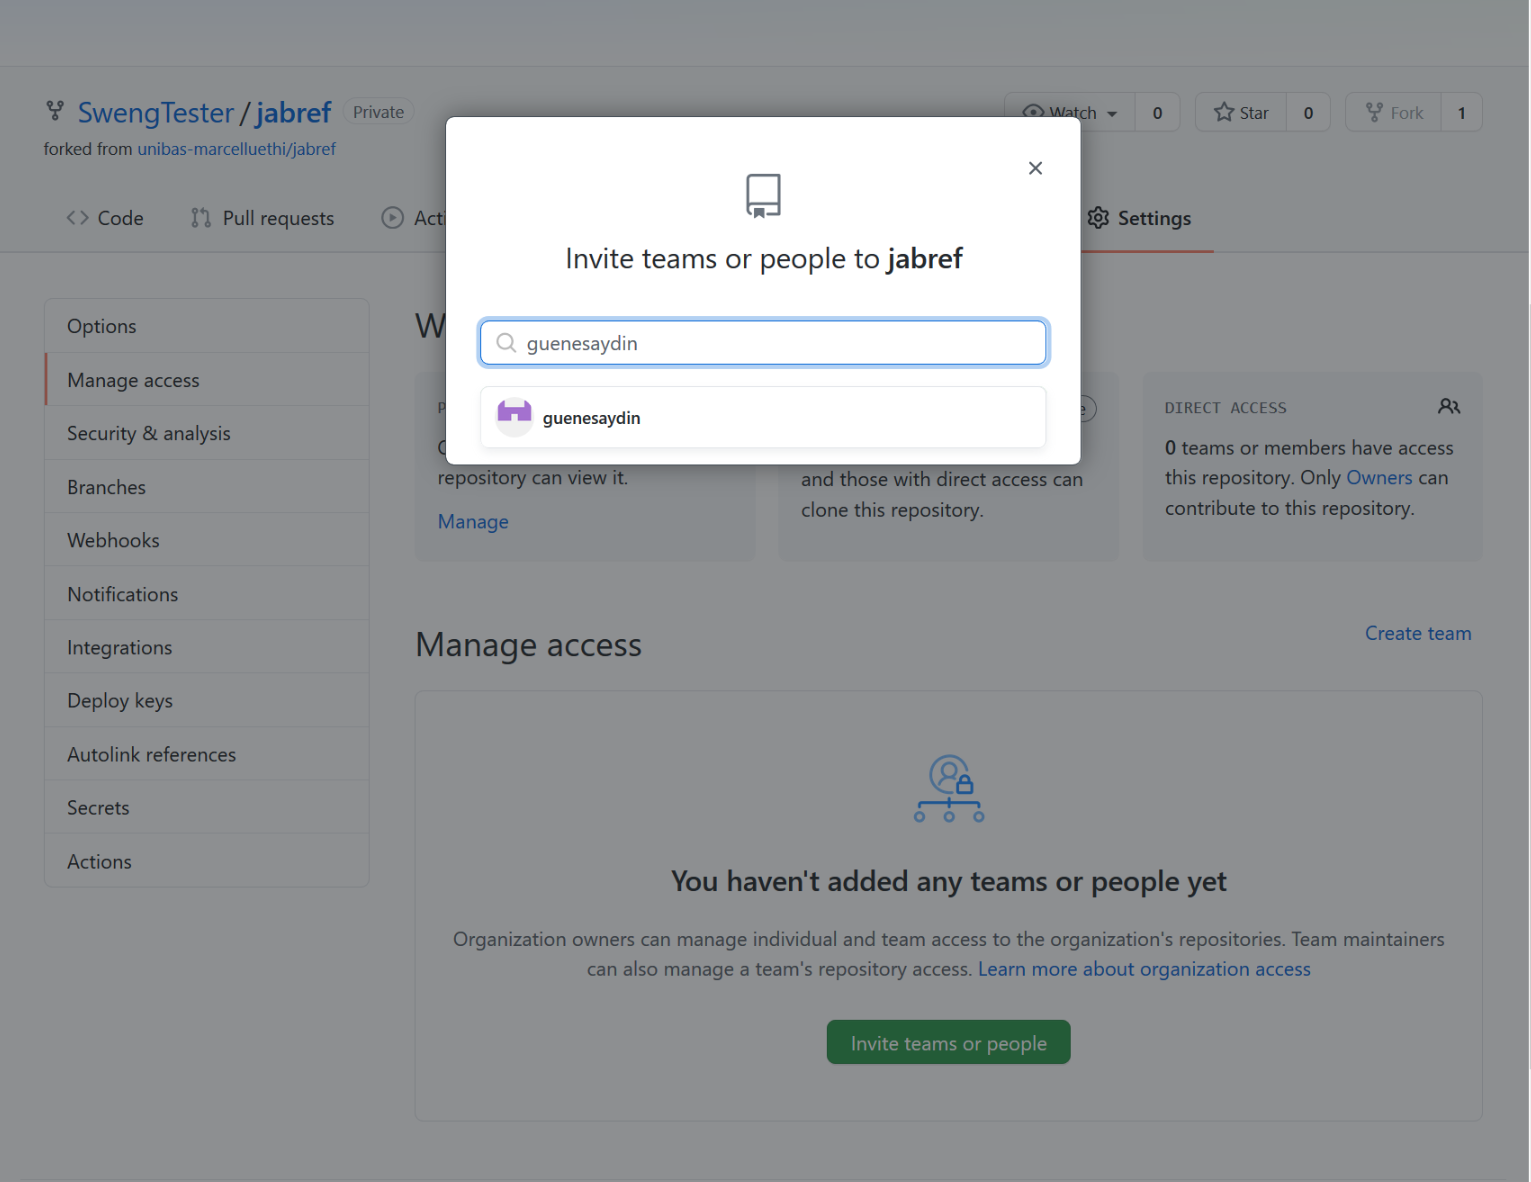 SwengTester / jabref Private
Watch 0 Star 0 Fork 1
forked from unibas-marcelluethi/jabref
Code Pull requests Acti Settings
Invite teams or people to jabref
guenesaydin
guenesaydin
Options
Manage access
Security & analysis
Branches
Webhooks
Notifications
Integrations
Deploy keys
Autolink references
Secrets
Actions
W
P
repository can view it.
Manage
e
and those with direct access can
clone this repository.
DIRECT ACCESS
0 teams or members have access
this repository. Only Owners can
contribute to this repository.
Manage access
Create team
You haven't added any teams or people yet
Organization owners can manage individual and team access to the organization's repositories. Team maintainers
can also manage a team's repository access. Learn more about organization access
Invite teams or people